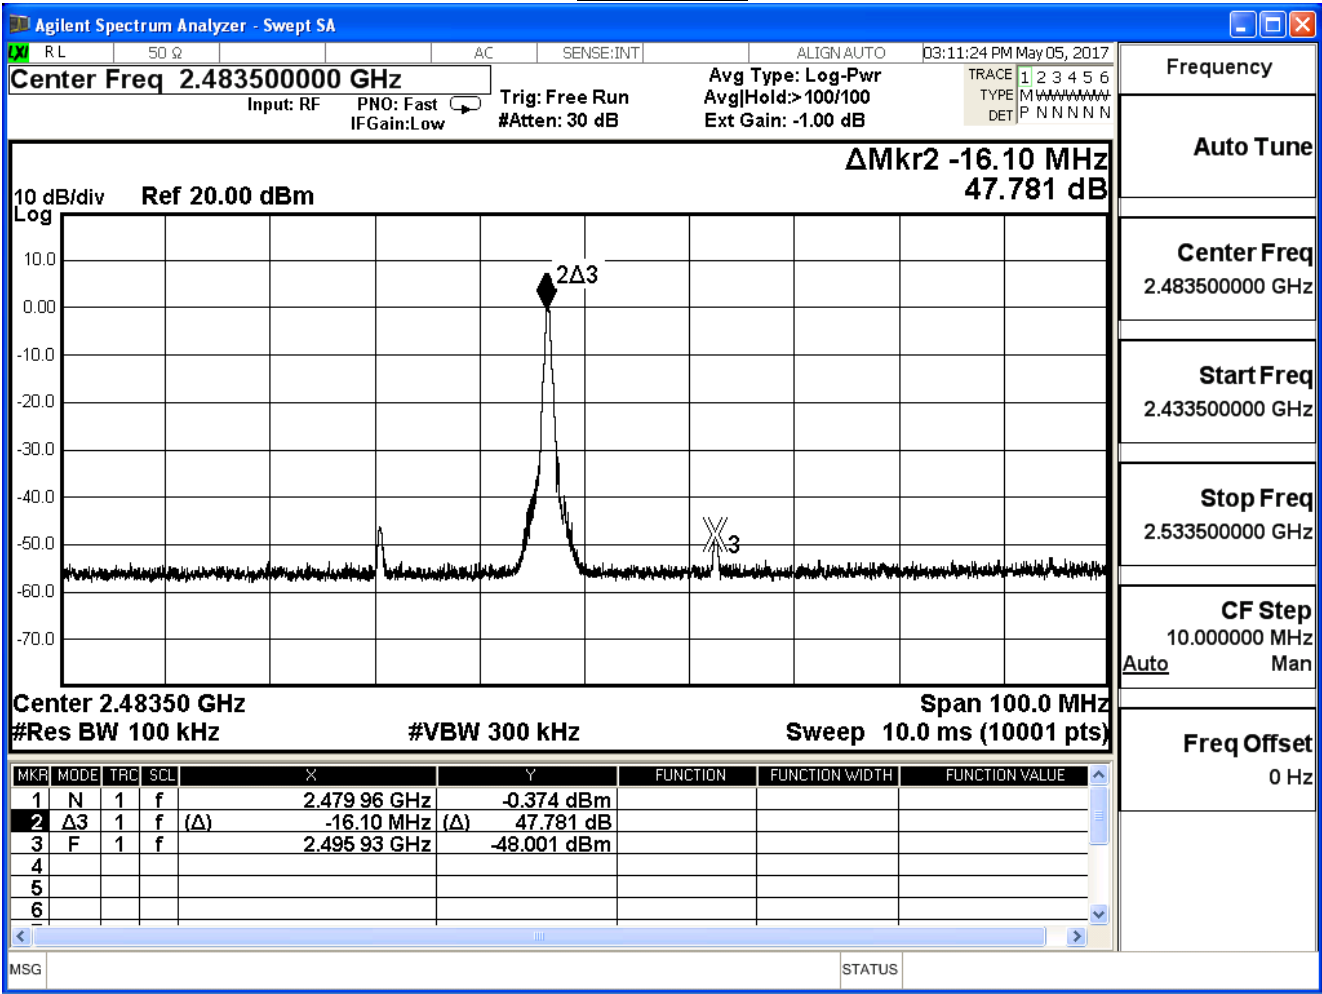 Agilent Spectrum Analyzer - Swept SA
LXI RL 50 Ω AC SENSE:INT ALIGN AUTO 03:11:24 PM May 05, 2017
Center Freq 2.483500000 GHz
Input: RF PNO: Fast IFGain:Low
Trig: Free Run
#Atten: 30 dB
Avg Type: Log-Pwr
Avg|Hold:>100/100
Ext Gain: -1.00 dB
TRACE 1 2 3 4 5 6
TYPE M WWWWW
DET P N N N N N
ΔMkr2 -16.10 MHz
47.781 dB
10 dB/div Ref 20.00 dBm
Log
10.0
0.00
-10.0
-20.0
-30.0
-40.0
-50.0
-60.0
-70.0
2Δ3
3
Center 2.48350 GHz Span 100.0 MHz
#Res BW 100 kHz #VBW 300 kHz Sweep 10.0 ms (10001 pts)
MKR MODE TRC SCL X Y FUNCTION FUNCTION WIDTH FUNCTION VALUE
1 N 1 f 2.479 96 GHz -0.374 dBm
2 Δ3 1 f (Δ) -16.10 MHz (Δ) 47.781 dB
3 F 1 f 2.495 93 GHz -48.001 dBm
4
5
6
MSG STATUS
Frequency
Auto Tune
Center Freq
2.483500000 GHz
Start Freq
2.433500000 GHz
Stop Freq
2.533500000 GHz
CF Step
10.000000 MHz
Auto Man
Freq Offset
0 Hz